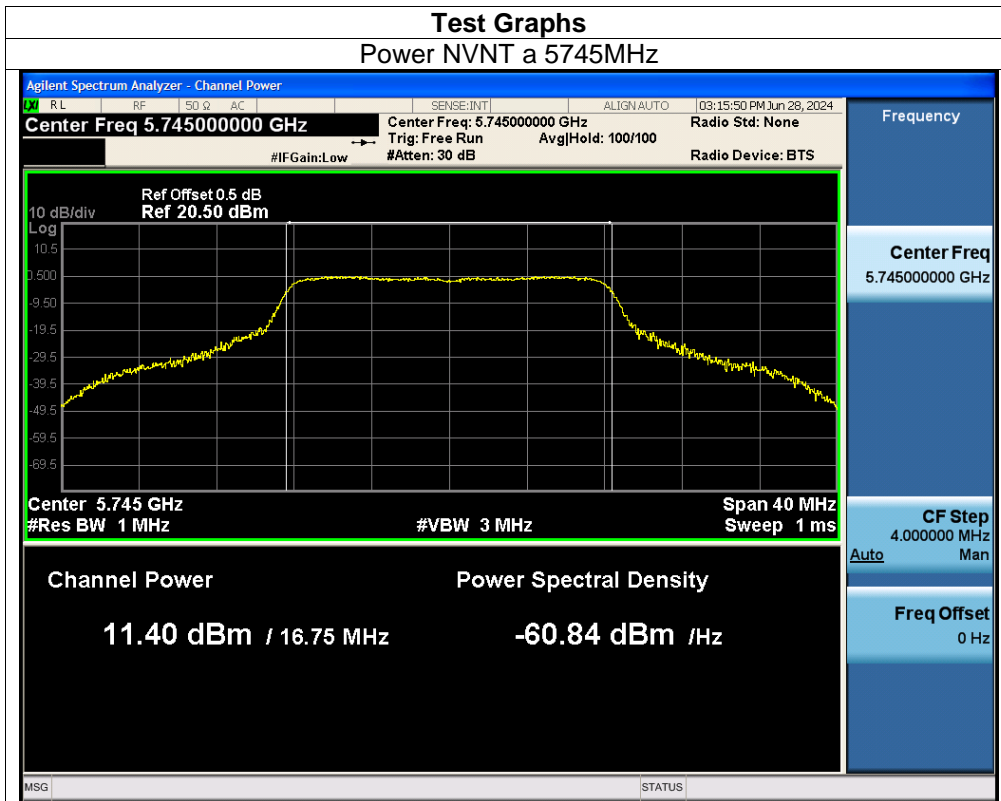 Test Graphs
Power NVNT a 5745MHz
Agilent Spectrum Analyzer - Channel Power
LXI RL RF 50 Ω AC SENSE:INT ALIGN AUTO 03:15:50 PM Jun 28, 2024
Center Freq 5.745000000 GHz
Center Freq: 5.745000000 GHz Radio Std: None
Trig: Free Run Avg|Hold: 100/100
#IFGain:Low #Atten: 30 dB Radio Device: BTS
Ref Offset 0.5 dB
10 dB/div Ref 20.50 dBm
Log
10.5
0.500
-9.50
-19.5
-29.5
-39.5
-49.5
-59.5
-69.5
Center 5.745 GHz Span 40 MHz
#Res BW 1 MHz #VBW 3 MHz Sweep 1 ms
Channel Power Power Spectral Density
11.40 dBm / 16.75 MHz -60.84 dBm /Hz
Frequency
Center Freq
5.745000000 GHz
CF Step
4.000000 MHz
Auto Man
Freq Offset
0 Hz
MSG STATUS